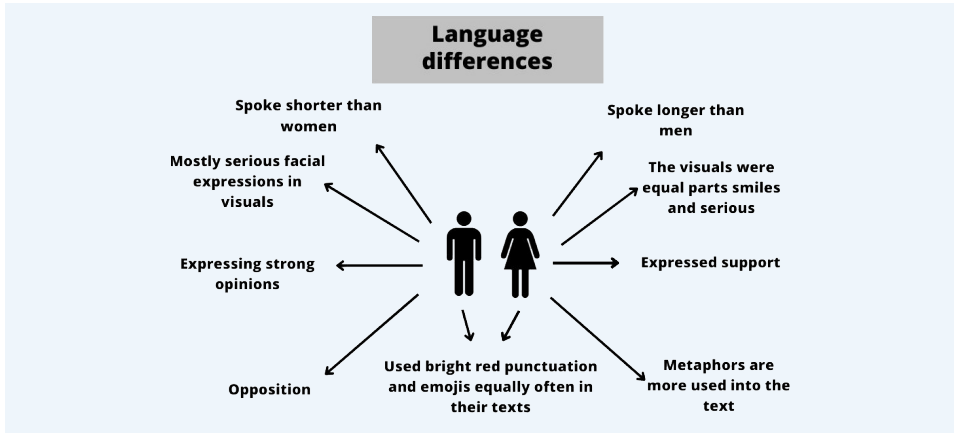 Language
differences
Spoke shorter than
women
Spoke longer than
men
Mostly serious facial
expressions in
visuals
The visuals were
equal parts smiles
and serious
Expressing strong
opinions
Expressed support
Opposition
Used bright red punctuation
and emojis equally often in
their texts
Metaphors are
more used into the
text